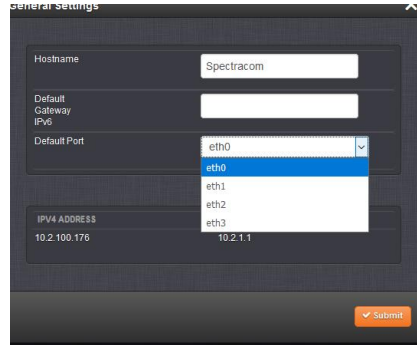 General Settings
Hostname
Spectracom
Default
Gateway
IPv6
Default Port
eth0
eth0
eth1
eth2
eth3
IPV4 ADDRESS
10.2.100.176 10.2.1.1
Submit